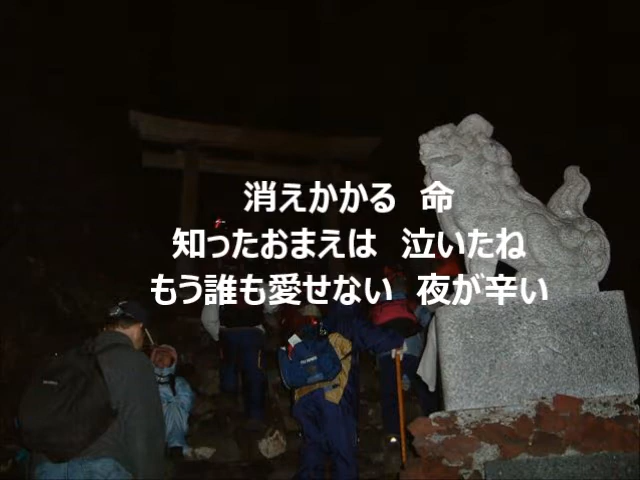 消えかかる　命
知ったおまえは　泣いたね
もう誰も愛せない　夜が辛い